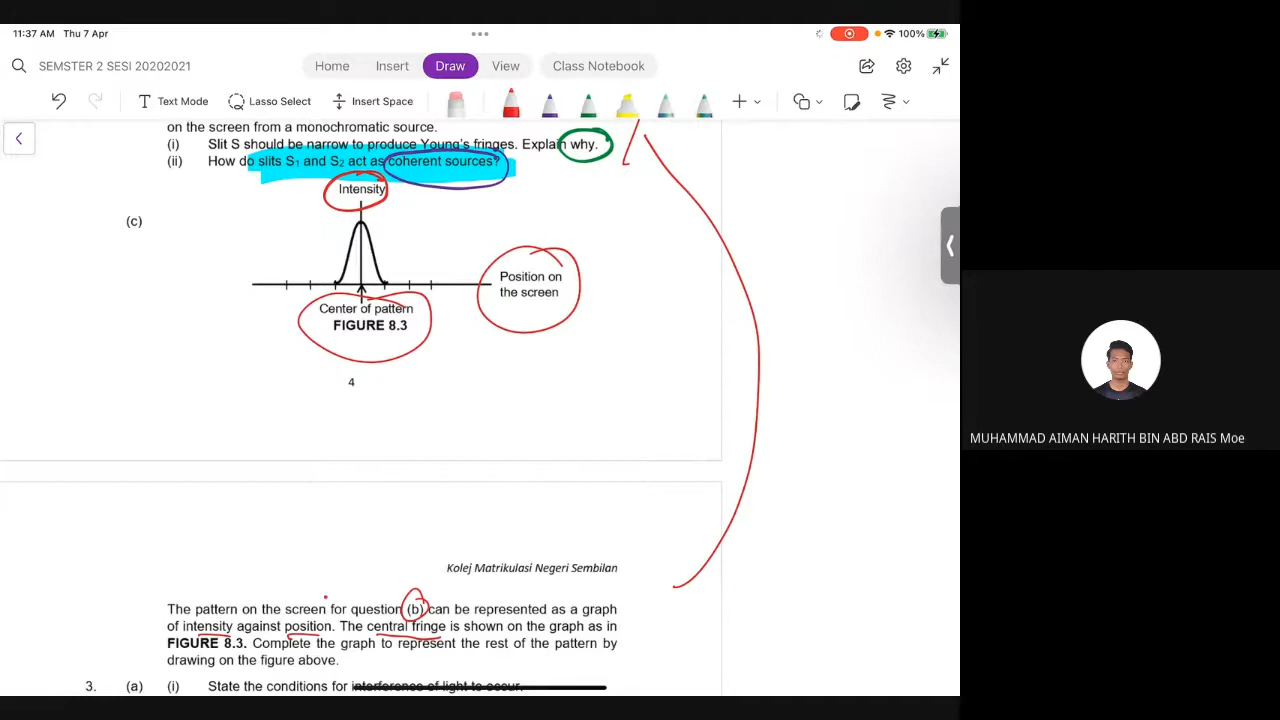 11:37 AM Thu 7 Apr
100%
SEMSTER 2 SESI 20202021
Home Insert Draw View Class Notebook
Text Mode Lasso Select Insert Space
on the screen from a monochromatic source.
(i) Slit S should be narrow to produce Young's fringes. Explain why.
(ii) How do slits S1 and S2 act as coherent sources?
Intensity
(c)
Position on
the screen
Center of pattern
FIGURE 8.3
4
MUHAMMAD AIMAN HARITH BIN ABD RAIS Moe
Kolej Matrikulasi Negeri Sembilan
The pattern on the screen for question (b) can be represented as a graph
of intensity against position. The central fringe is shown on the graph as in
FIGURE 8.3. Complete the graph to represent the rest of the pattern by
drawing on the figure above.
3. (a) (i) State the conditions for interference of light to occur.